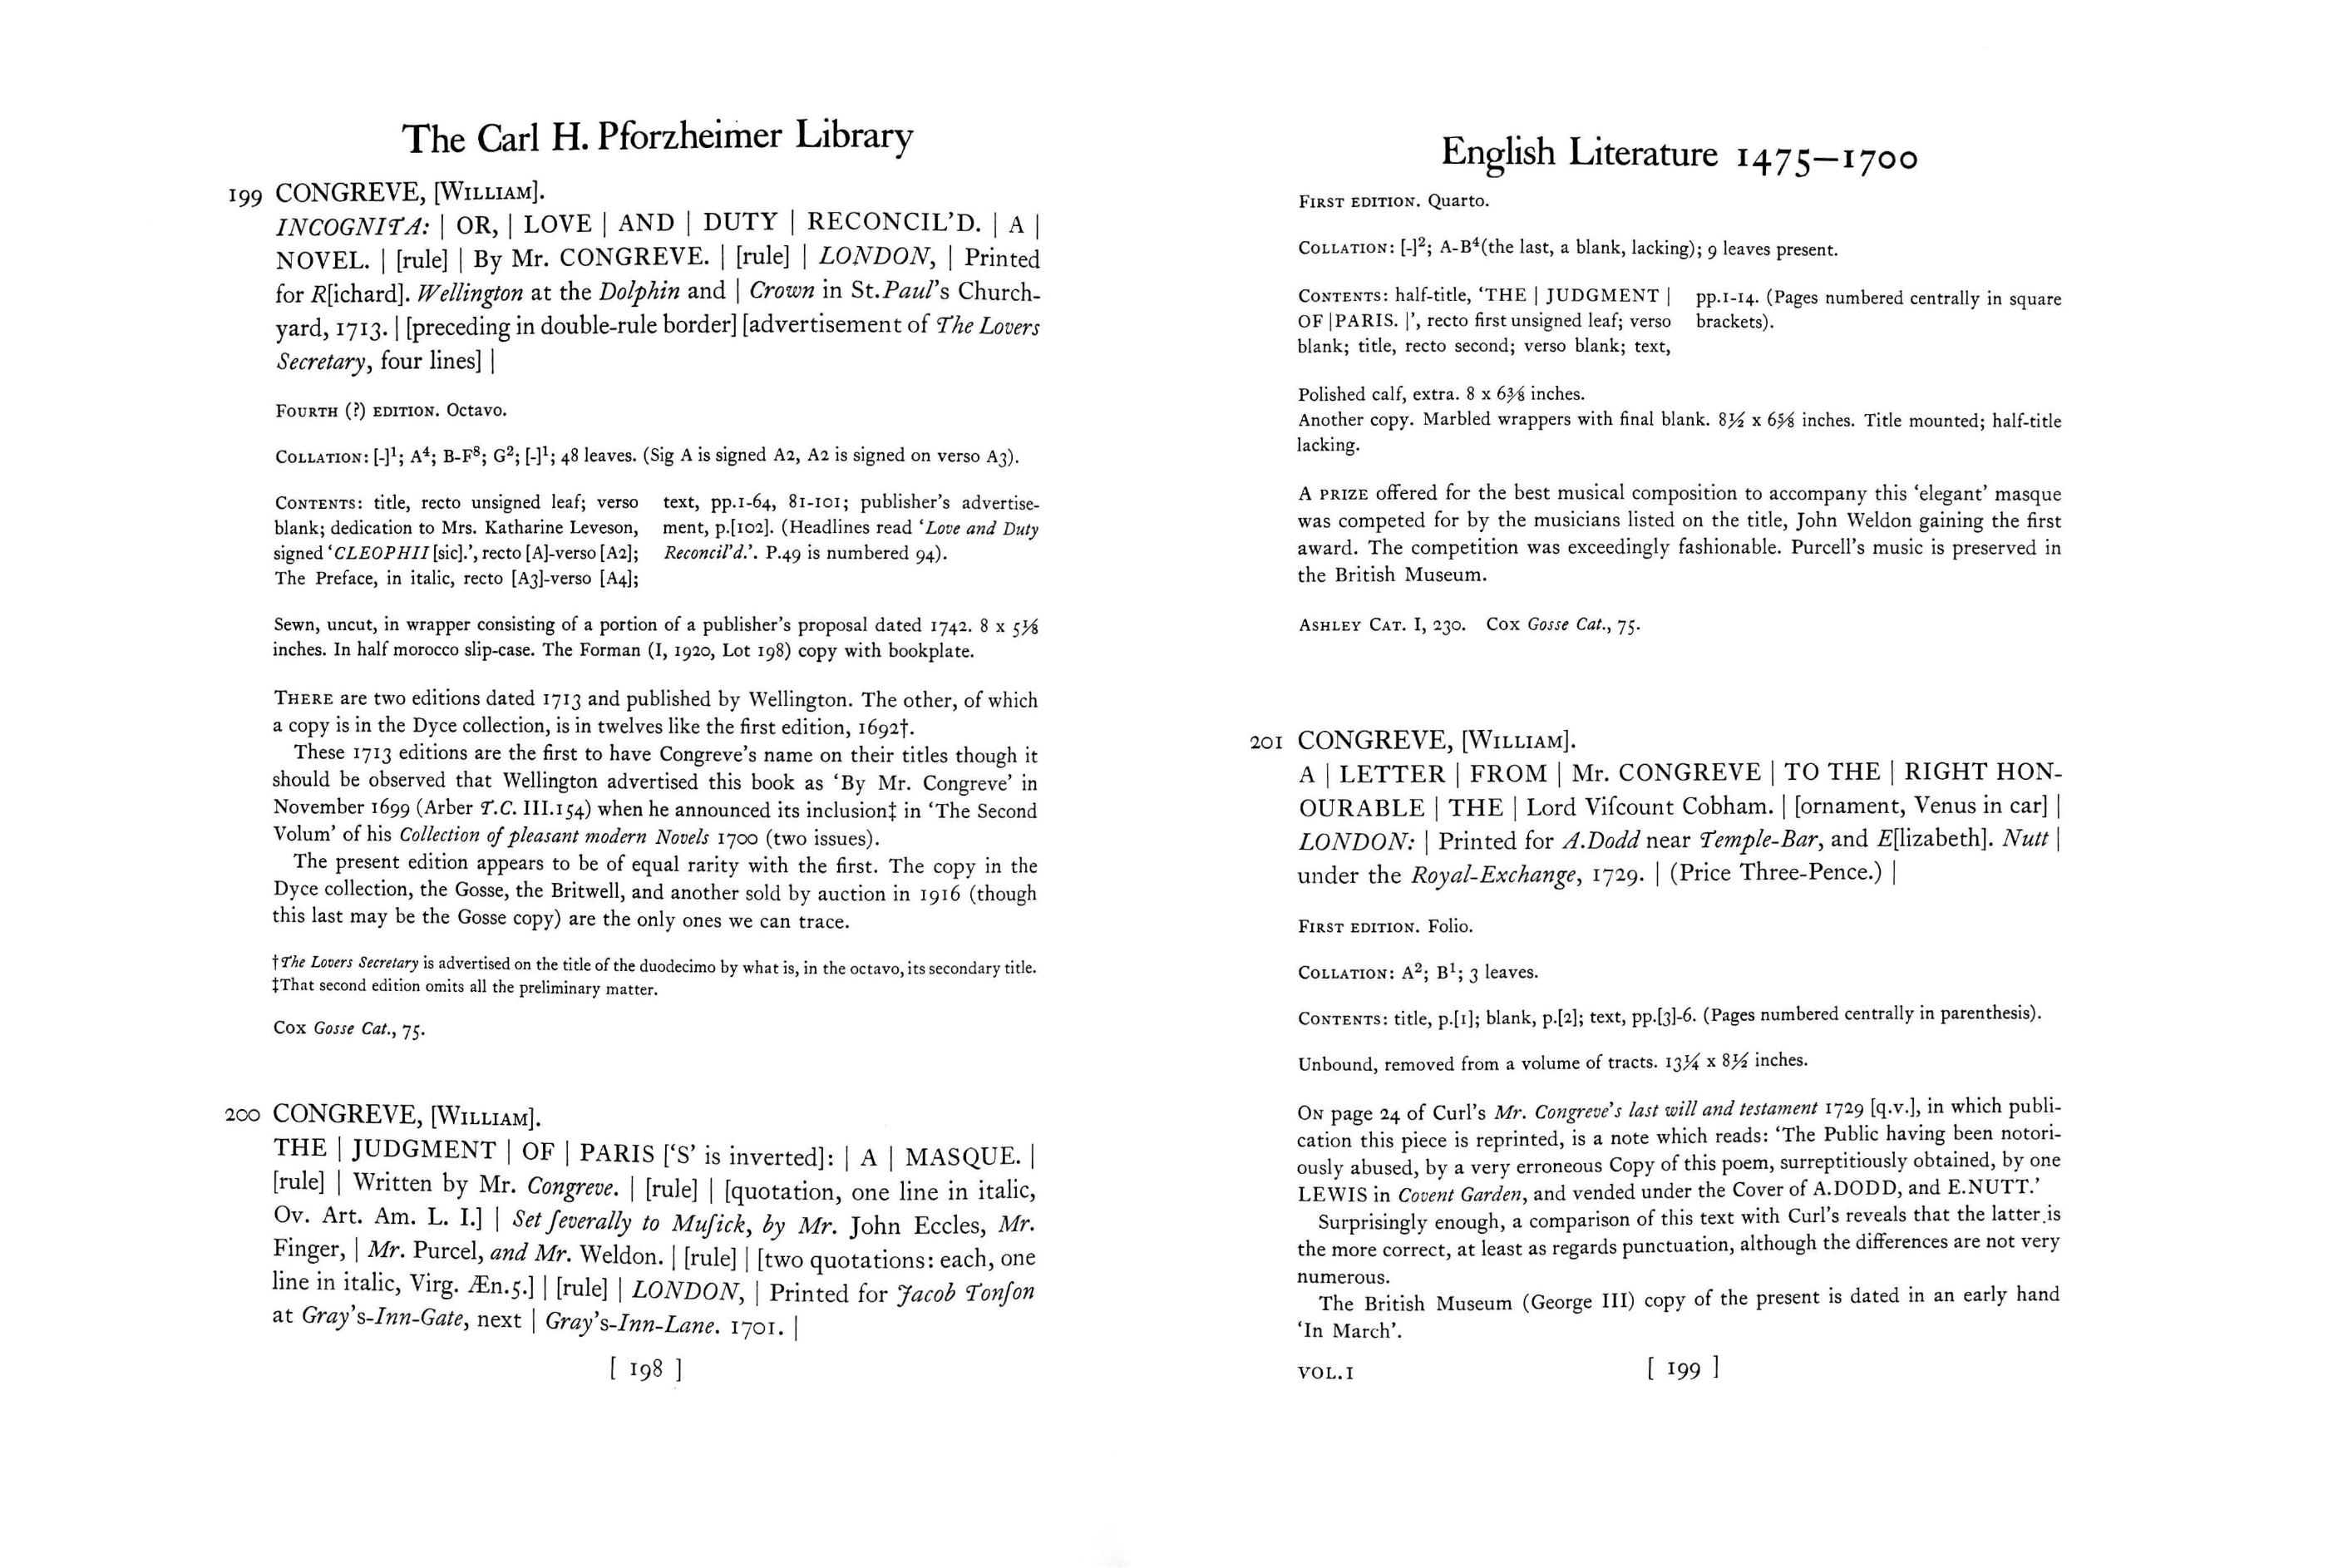 The Carl H. Pforzheimer Library
199 CONGREVE, [WILLIAM].
INCOGNITA: | OR, | LOVE | AND | DUTY | RECONCIL'D. | A |
NOVEL. | [rule] | By Mr. CONGREVE. | [rule] | LONDON, | Printed
for R[ichard]. Wellington at the Dolphin and | Crown in St.Paul's Church-
yard, 1713. | [preceding in double-rule border] [advertisement of The Lovers
Secretary, four lines] |
FOURTH (?) EDITION. Octavo.
COLLATION: [-]¹; A⁴; B-F⁸; G²; [-]¹; 48 leaves. (Sig A is signed A2, A2 is signed on verso A3).
CONTENTS: title, recto unsigned leaf; verso
blank; dedication to Mrs. Katharine Leveson,
signed 'CLEOPHII [sic].', recto [A]-verso [A2];
The Preface, in italic, recto [A3]-verso [A4];
text, pp.1-64, 81-101; publisher's advertise-
ment, p.[102]. (Headlines read 'Love and Duty
Reconcil'd.'. P.49 is numbered 94).
Sewn, uncut, in wrapper consisting of a portion of a publisher's proposal dated 1742. 8 x 5⅛
inches. In half morocco slip-case. The Forman (I, 1920, Lot 198) copy with bookplate.
THERE are two editions dated 1713 and published by Wellington. The other, of which
a copy is in the Dyce collection, is in twelves like the first edition, 1692†.
These 1713 editions are the first to have Congreve's name on their titles though it
should be observed that Wellington advertised this book as 'By Mr. Congreve' in
November 1699 (Arber T.C. III.154) when he announced its inclusion‡ in 'The Second
Volum' of his Collection of pleasant modern Novels 1700 (two issues).
The present edition appears to be of equal rarity with the first. The copy in the
Dyce collection, the Gosse, the Britwell, and another sold by auction in 1916 (though
this last may be the Gosse copy) are the only ones we can trace.
†The Lovers Secretary is advertised on the title of the duodecimo by what is, in the octavo, its secondary title.
‡That second edition omits all the preliminary matter.
Cox Gosse Cat., 75.
200 CONGREVE, [WILLIAM].
THE | JUDGMENT | OF | PARIS ['S' is inverted]: | A | MASQUE. |
[rule] | Written by Mr. Congreve. | [rule] | [quotation, one line in italic,
Ov. Art. Am. L. I.] | Set ſeverally to Muſick, by Mr. John Eccles, Mr.
Finger, | Mr. Purcel, and Mr. Weldon. | [rule] | [two quotations: each, one
line in italic, Virg. Æn.5.] | [rule] | LONDON, | Printed for Jacob Tonſon
at Gray's-Inn-Gate, next | Gray's-Inn-Lane. 1701. |
[ 198 ]
English Literature 1475–1700
FIRST EDITION. Quarto.
COLLATION: [-]²; A-B⁴(the last, a blank, lacking); 9 leaves present.
CONTENTS: half-title, 'THE | JUDGMENT |
OF |PARIS. |', recto first unsigned leaf; verso
blank; title, recto second; verso blank; text,
pp.1-14. (Pages numbered centrally in square
brackets).
Polished calf, extra. 8 x 6⅜ inches.
Another copy. Marbled wrappers with final blank. 8½ x 6⅝ inches. Title mounted; half-title
lacking.
A PRIZE offered for the best musical composition to accompany this 'elegant' masque
was competed for by the musicians listed on the title, John Weldon gaining the first
award. The competition was exceedingly fashionable. Purcell's music is preserved in
the British Museum.
ASHLEY CAT. I, 230. Cox Gosse Cat., 75.
201 CONGREVE, [WILLIAM].
A | LETTER | FROM | Mr. CONGREVE | TO THE | RIGHT HON-
OURABLE | THE | Lord Viſcount Cobham. | [ornament, Venus in car] |
LONDON: | Printed for A.Dodd near Temple-Bar, and E[lizabeth]. Nutt |
under the Royal-Exchange, 1729. | (Price Three-Pence.) |
FIRST EDITION. Folio.
COLLATION: A²; B¹; 3 leaves.
CONTENTS: title, p.[1]; blank, p.[2]; text, pp.[3]-6. (Pages numbered centrally in parenthesis).
Unbound, removed from a volume of tracts. 13¼ x 8½ inches.
ON page 24 of Curl's Mr. Congreve's last will and testament 1729 [q.v.], in which publi-
cation this piece is reprinted, is a note which reads: 'The Public having been notori-
ously abused, by a very erroneous Copy of this poem, surreptitiously obtained, by one
LEWIS in Covent Garden, and vended under the Cover of A.DODD, and E.NUTT.'
Surprisingly enough, a comparison of this text with Curl's reveals that the latter is
the more correct, at least as regards punctuation, although the differences are not very
numerous.
The British Museum (George III) copy of the present is dated in an early hand
'In March'.
VOL.I
[ 199 ]